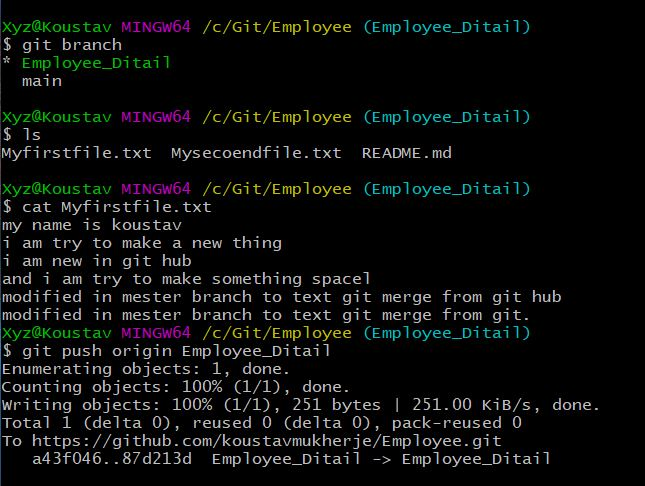 Xyz@Koustav MINGW64 /c/Git/Employee (Employee_Ditail)
$ git branch
* Employee_Ditail
  main
Xyz@Koustav MINGW64 /c/Git/Employee (Employee_Ditail)
$ ls
Myfirstfile.txt  Mysecoendfile.txt  README.md
Xyz@Koustav MINGW64 /c/Git/Employee (Employee_Ditail)
$ cat Myfirstfile.txt
my name is koustav
i am try to make a new thing
i am new in git hub
and i am try to make something spacel
modified in mester branch to text git merge from git hub
modified in mester branch to text git merge from git.
Xyz@Koustav MINGW64 /c/Git/Employee (Employee_Ditail)
$ git push origin Employee_Ditail
Enumerating objects: 1, done.
Counting objects: 100% (1/1), done.
Writing objects: 100% (1/1), 251 bytes | 251.00 KiB/s, done.
Total 1 (delta 0), reused 0 (delta 0), pack-reused 0
To https://github.com/koustavmukherje/Employee.git
   a43f046..87d213d  Employee_Ditail -> Employee_Ditail